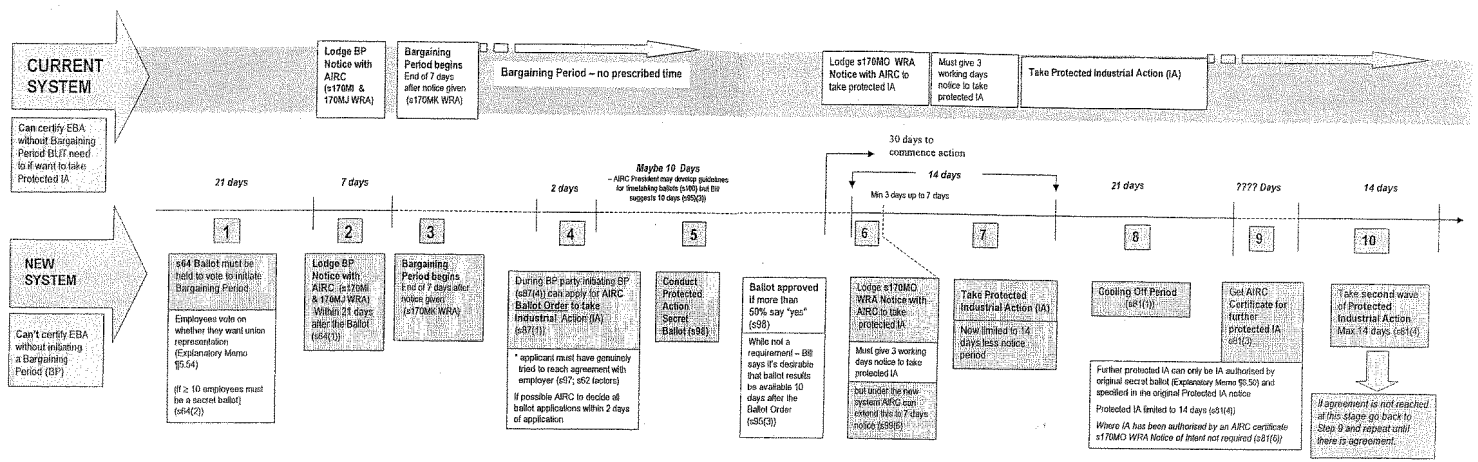 CURRENT
SYSTEM
Can certify EBA
without Bargaining
Period BUT need
to if want to take
Protected IA
Lodge BP
Notice with
AIRC
(s170MI &
170MJ WRA)
Bargaining
Period begins
End of 7 days
after notice given
(s170MK WRA)
Bargaining Period – no prescribed time
Lodge s170MO WRA
Notice with AIRC to
take protected IA
Must give 3
working days
notice to take
protected IA
Take Protected Industrial Action (IA)
30 days to
commence action
21 days
7 days
2 days
Maybe 10 Days
– AIRC President may develop guidelines
for timetabling ballots (s100) but Bill
suggests 10 days (s95(3))
14 days
Min 3 days up to 7 days
21 days
???? Days
14 days
NEW
SYSTEM
Can't certify EBA
without initiating
a Bargaining
Period (BP)
1
s64 Ballot must be
held to vote to initiate
Bargaining Period
Employees vote on
whether they want union
representation
(Explanatory Memo
¶5.54)
(If ≥ 10 employees must
be a secret ballot)
(s64(2))
2
Lodge BP
Notice with
AIRC (s170MI
& 170MJ WRA)
Within 21 days
after the Ballot
(s64(1))
3
Bargaining
Period begins
End of 7 days after
notice given
(s170MK WRA)
4
During BP party initiating BP
(s87(4)) can apply for AIRC
Ballot Order to take
Industrial Action (IA)
(s87(1))
* applicant must have genuinely
tried to reach agreement with
employer (s97; s62 factors)
If possible AIRC to decide all
ballot applications within 2 days
of application
5
Conduct
Protected
Action
Secret
Ballot (s98)
Ballot approved
if more than
50% say "yes"
(s98)
While not a
requirement – Bill
says it's desirable
that ballot results
be available 10
days after the
Ballot Order
(s95(3))
6
Lodge s170MO
WRA Notice with
AIRC to take
protected IA
Must give 3 working
days notice to take
protected IA
but under the new
system AIRC can
extend this to 7 days
notice (s99(6)
7
Take Protected
Industrial Action (IA)
Now limited to 14
days less notice
period
8
Cooling Off Period
(s81(1))
9
Get AIRC
Certificate for
further
protected IA
s81(3)
Further protected IA can only be IA authorised by
original secret ballot (Explanatory Memo ¶6.50) and
specified in the original Protected IA notice
Protected IA limited to 14 days (s81(4))
Where IA has been authorised by an AIRC certificate
s170MO WRA Notice of Intent not required (s81(6))
10
Take second
wave of Protected
Industrial Action
Max 14 days (s81(4)
If agreement is not reached
at this stage go back to
Step 9 and repeat until
there is agreement.